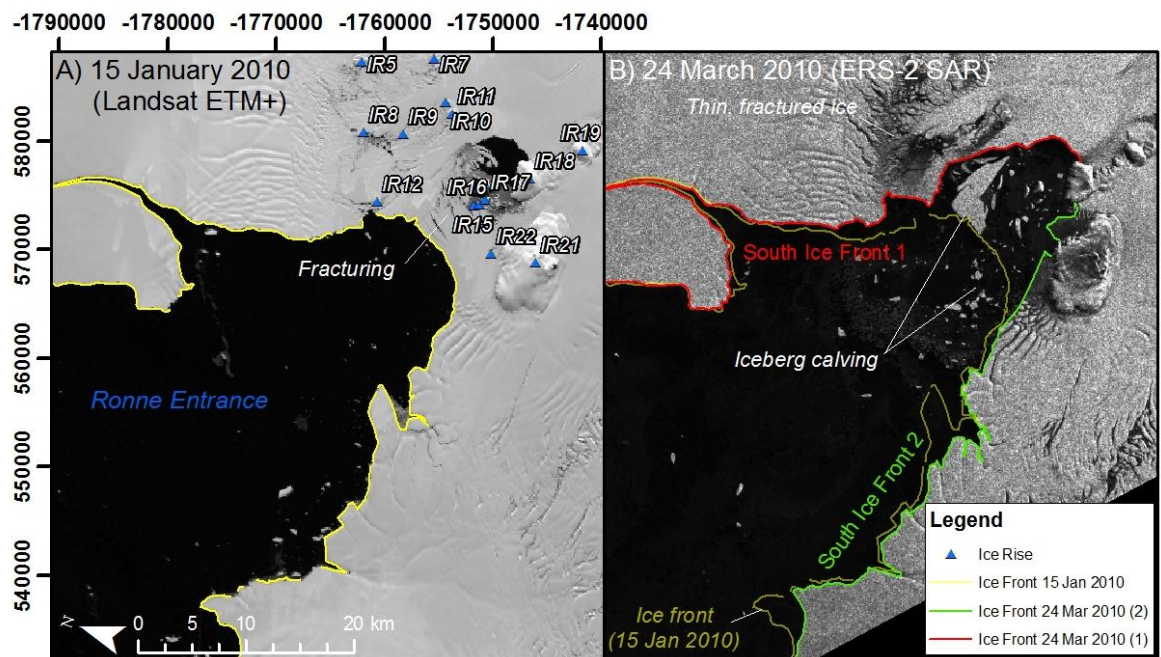 -1790000 -1780000 -1770000 -1760000 -1750000 -1740000
A) 15 January 2010
(Landsat ETM+)
IR5
IR7
IR11
IR10
IR8
IR9
IR19
IR18
IR12
IR16
IR17
IR15
IR22
IR21
Fracturing
Ronne Entrance
N
0 5 10 20 km
580000
570000
560000
550000
540000
B) 24 March 2010 (ERS-2 SAR)
Thin, fractured ice
South Ice Front 1
Iceberg calving
South Ice Front 2
Ice front
(15 Jan 2010)
Legend
Ice Rise
Ice Front 15 Jan 2010
Ice Front 24 Mar 2010 (2)
Ice Front 24 Mar 2010 (1)